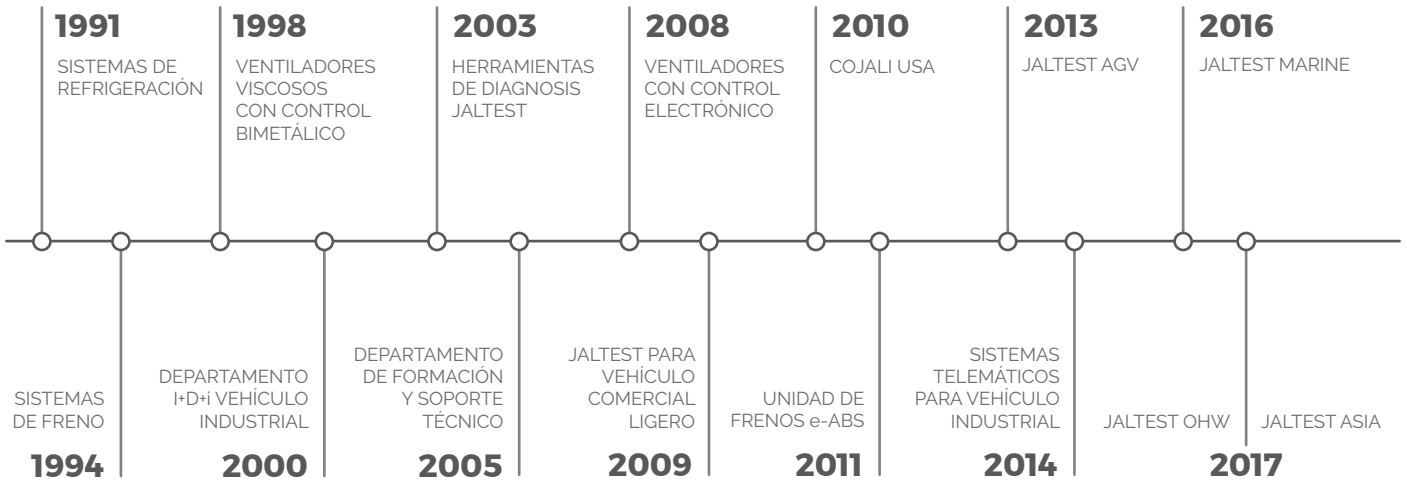 1991
SISTEMAS DE
REFRIGERACIÓN
1998
VENTILADORES
VISCOSOS
CON CONTROL
BIMETÁLICO
2003
HERRAMIENTAS
DE DIAGNOSIS
JALTEST
2008
VENTILADORES
CON CONTROL
ELECTRÓNICO
2010
COJALI USA
2013
JALTEST AGV
2016
JALTEST MARINE
SISTEMAS
DE FRENO
1994
DEPARTAMENTO
I+D+i VEHÍCULO
INDUSTRIAL
2000
DEPARTAMENTO
DE FORMACIÓN
Y SOPORTE
TÉCNICO
2005
JALTEST PARA
VEHÍCULO
COMERCIAL
LIGERO
2009
UNIDAD DE
FRENOS e-ABS
2011
SISTEMAS
TELEMÁTICOS
PARA VEHÍCULO
INDUSTRIAL
2014
JALTEST OHW
JALTEST ASIA
2017